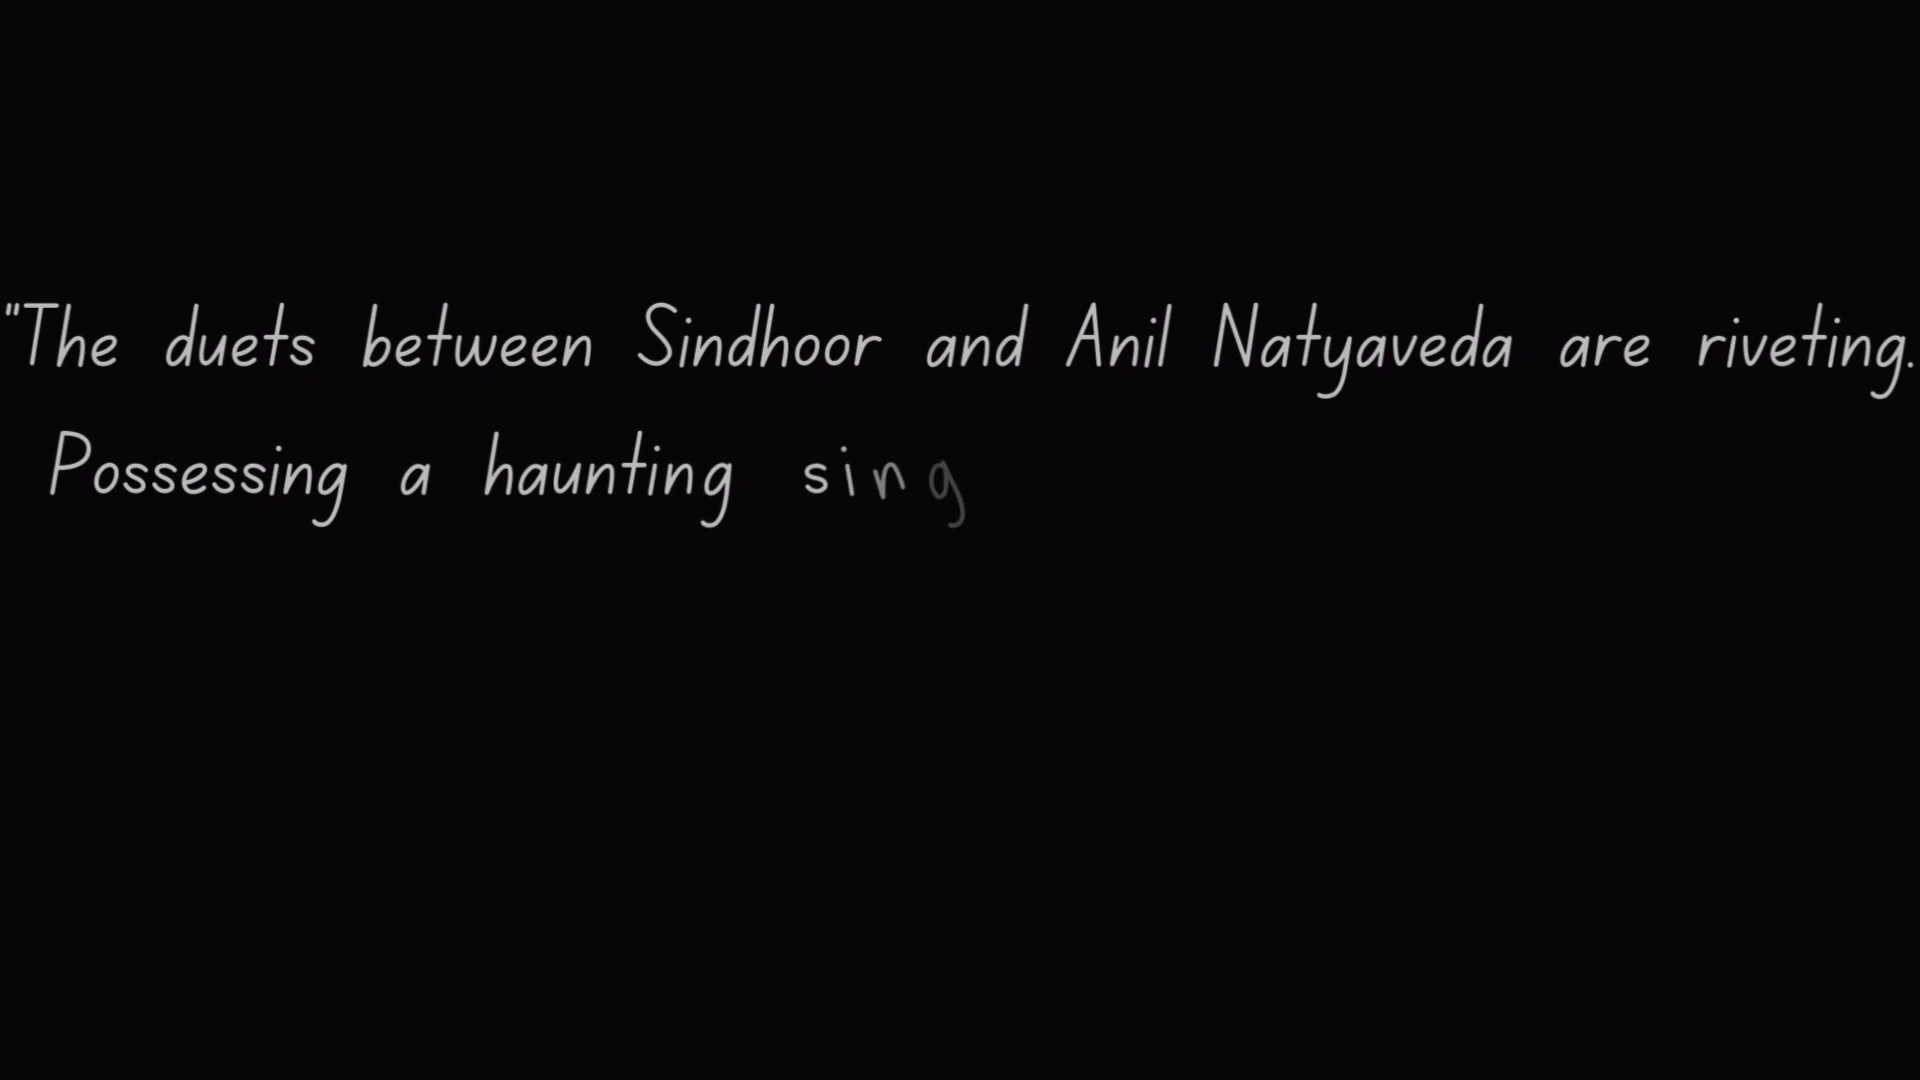 "The duets between Sindhoor and Anil Natyaveda are riveting.
Possessing a haunting sing